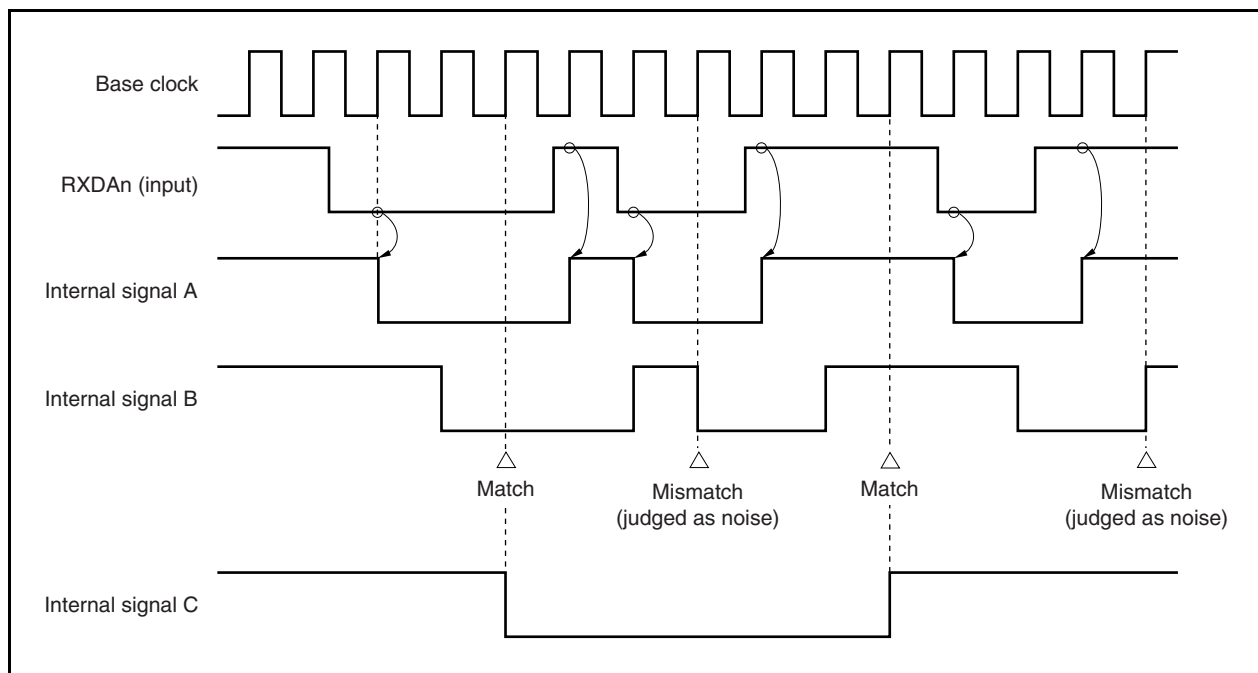 Base clock
RXDAn (input)
Internal signal A
Internal signal B
Match
Mismatch
(judged as noise)
Match
Mismatch
(judged as noise)
Internal signal C